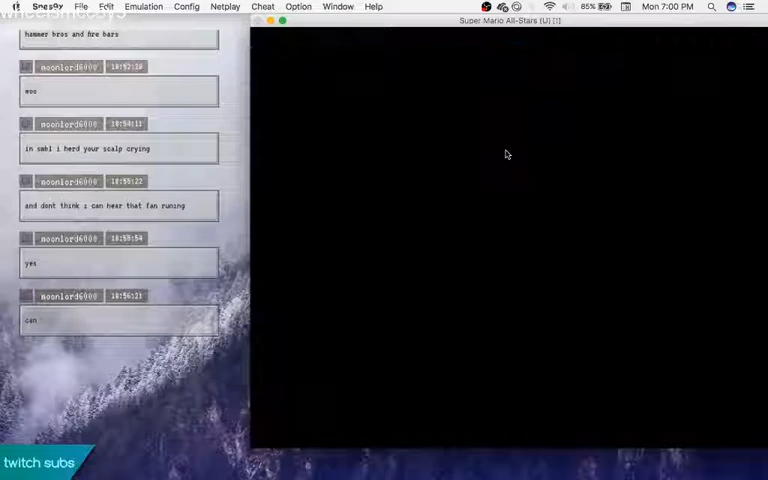 Snes9x File Edit Emulation Config Netplay Cheat Option Window Help 85% Mon 7:00 PM
Super Mario All-Stars (U) [!]
hammer bros and fire bars
moonlord6000 18:52:20
moo
moonlord6000 18:54:11
in smb1 i herd your scalp crying
moonlord6000 18:55:22
and dont think i can hear that fan runing
moonlord6000 18:55:54
yes
moonlord6000 18:56:21
can
twitch subs